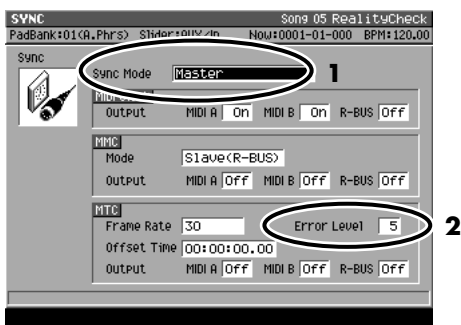 SYNC Song 05 RealityCheck
PadBank:01(A.Phrs) Slider:AUX/In Now:0001-01-000 BPM:120.00
Sync
Sync Mode Master 1
Output MIDI A On MIDI B On R-BUS Off
MMC
Mode Slave(R-BUS)
Output MIDI A Off MIDI B Off R-BUS Off
MTC
Frame Rate 30 Error Level 5 2
Offset Time 00:00:00.00
Output MIDI A Off MIDI B Off R-BUS Off